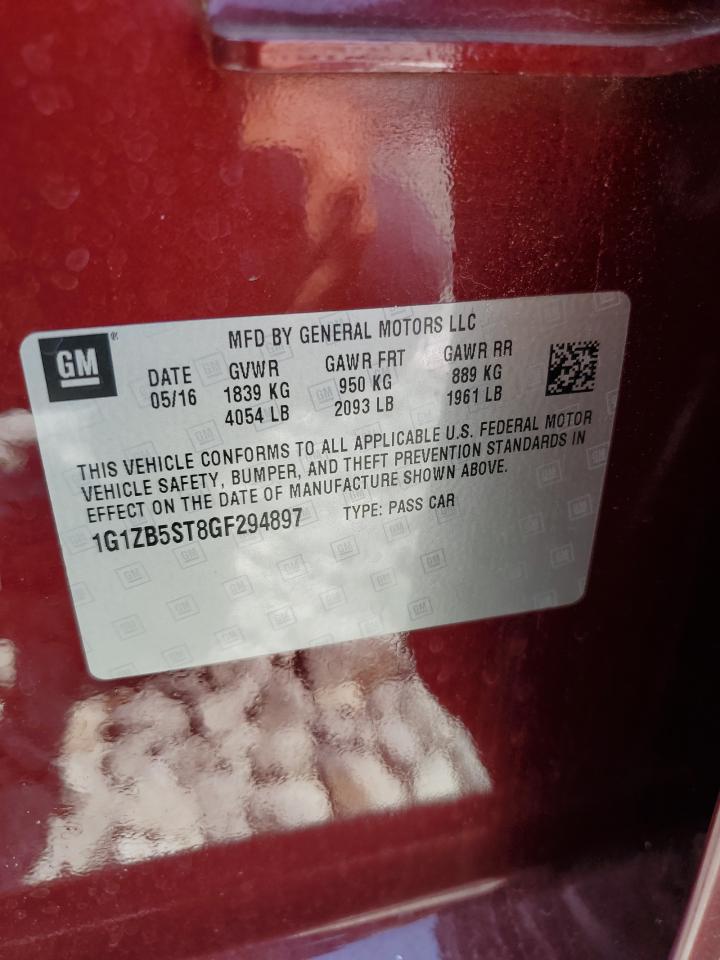 GM ®
MFD BY GENERAL MOTORS LLC
DATE GVWR GAWR FRT GAWR RR
05/16 1839 KG 950 KG 889 KG
4054 LB 2093 LB 1961 LB
THIS VEHICLE CONFORMS TO ALL APPLICABLE U.S. FEDERAL MOTOR
VEHICLE SAFETY, BUMPER, AND THEFT PREVENTION STANDARDS IN
EFFECT ON THE DATE OF MANUFACTURE SHOWN ABOVE.
1G1ZB5ST8GF294897 TYPE: PASS CAR